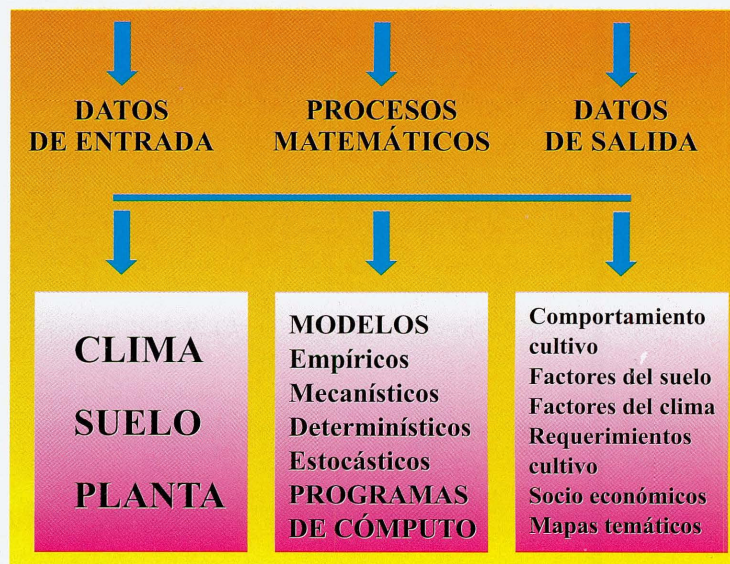 DATOS
DE ENTRADA
PROCESOS
MATEMÁTICOS
DATOS
DE SALIDA
CLIMA
SUELO
PLANTA
MODELOS
Empíricos
Mecanísticos
Determinísticos
Estocásticos
PROGRAMAS
DE CÓMPUTO
Comportamiento
cultivo
Factores del suelo
Factores del clima
Requerimientos
cultivo
Socio económicos
Mapas temáticos